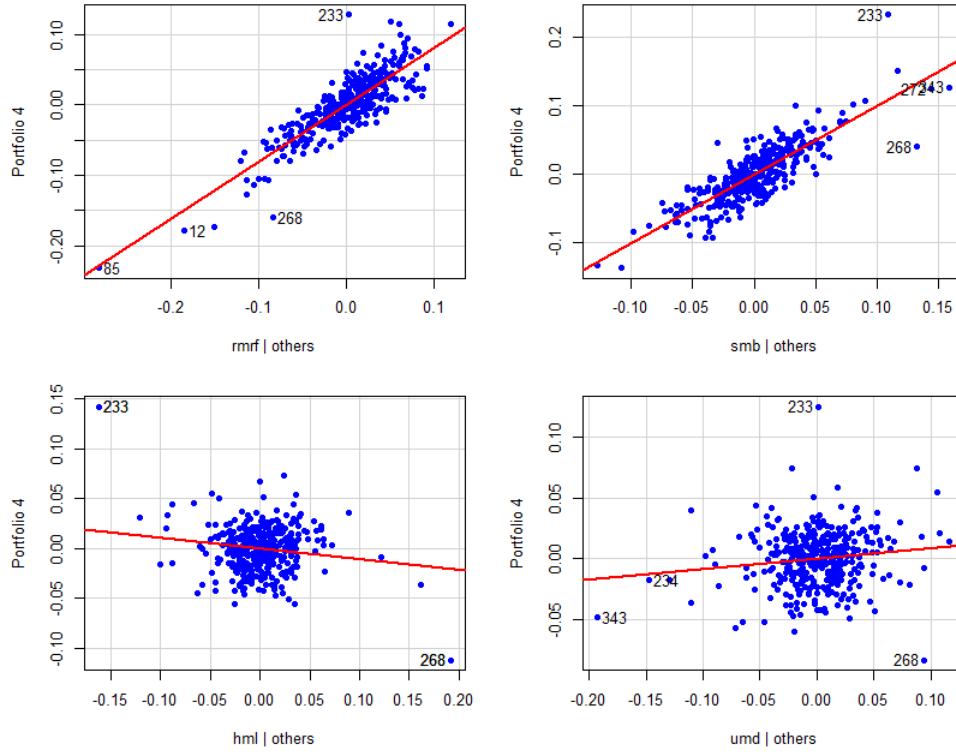 233
0.10
0.00
-0.10
-0.20
Portfolio 4
12
268
85
-0.2 -0.1 0.0 0.1
rmrf | others
233
0.2
0.1
0.0
-0.1
Portfolio 4
272 343
268
-0.10 -0.05 0.00 0.05 0.10 0.15
smb | others
0.15
233
0.10
0.05
0.00
-0.05
-0.10
Portfolio 4
268
-0.15 -0.10 -0.05 0.00 0.05 0.10 0.15 0.20
hml | others
233
0.10
0.05
0.00
-0.05
Portfolio 4
234
343
268
-0.20 -0.15 -0.10 -0.05 0.00 0.05 0.10
umd | others